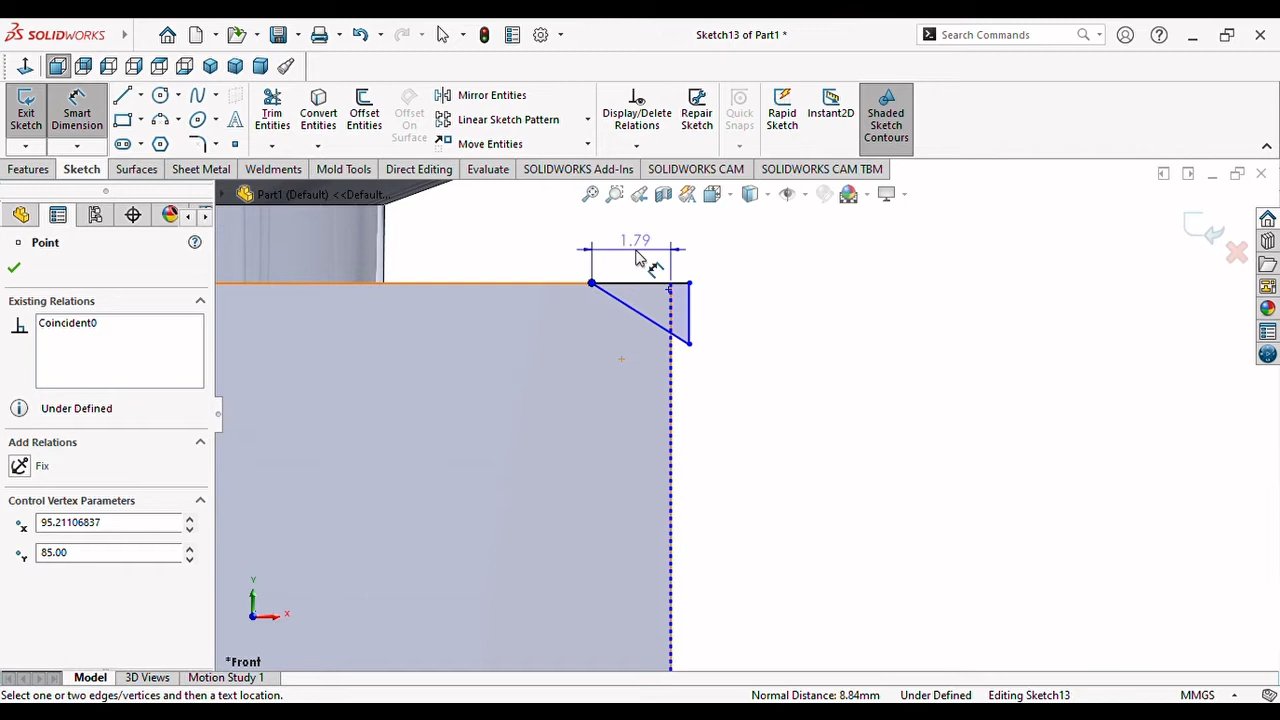 SOLIDWORKS
Sketch13 of Part1 *
Search Commands
Exit Sketch
Smart Dimension
Trim Entities
Convert Entities
Offset Entities
Offset On Surface
Mirror Entities
Linear Sketch Pattern
Move Entities
Display/Delete Relations
Repair Sketch
Quick Snaps
Rapid Sketch
Instant2D
Shaded Sketch Contours
Features
Sketch
Surfaces
Sheet Metal
Weldments
Mold Tools
Direct Editing
Evaluate
SOLIDWORKS Add-Ins
SOLIDWORKS CAM
SOLIDWORKS CAM TBM
Part1 (Default) <<Default...
Point
1.79
Existing Relations
Coincident0
Under Defined
Add Relations
Fix
Control Vertex Parameters
95.21106837
85.00
Y
X
*Front
Model
3D Views
Motion Study 1
Select one or two edges/vertices and then a text location.
Normal Distance: 8.84mm
Under Defined
Editing Sketch13
MMGS